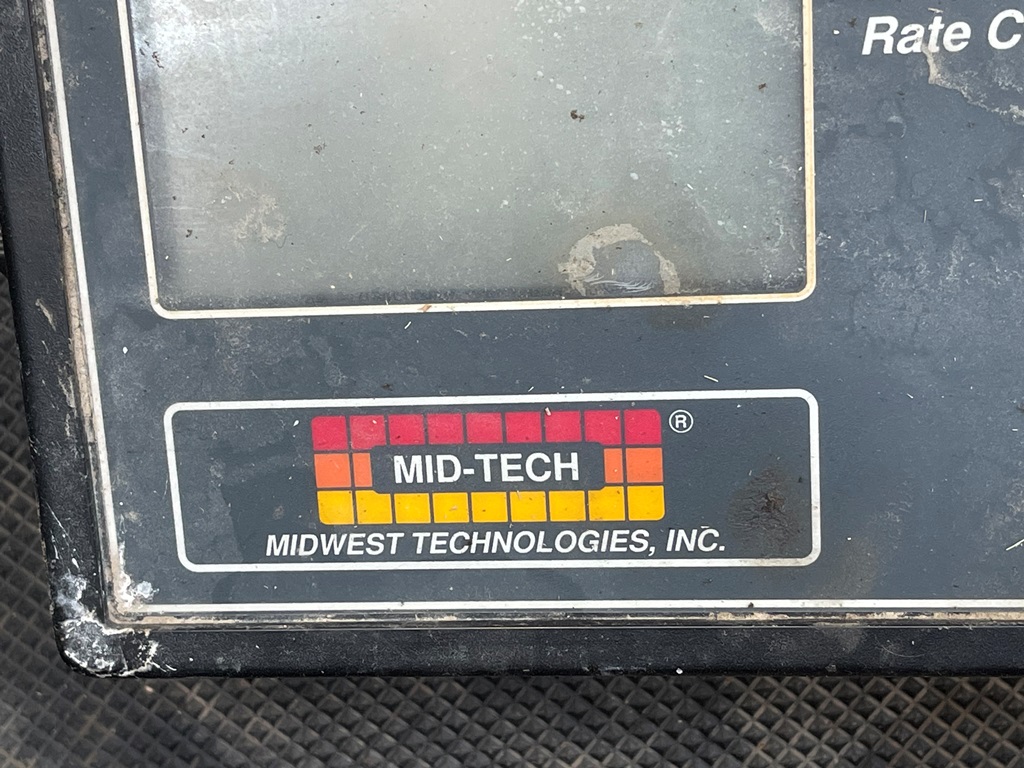 Rate C
MID-TECH
®
MIDWEST TECHNOLOGIES, INC.